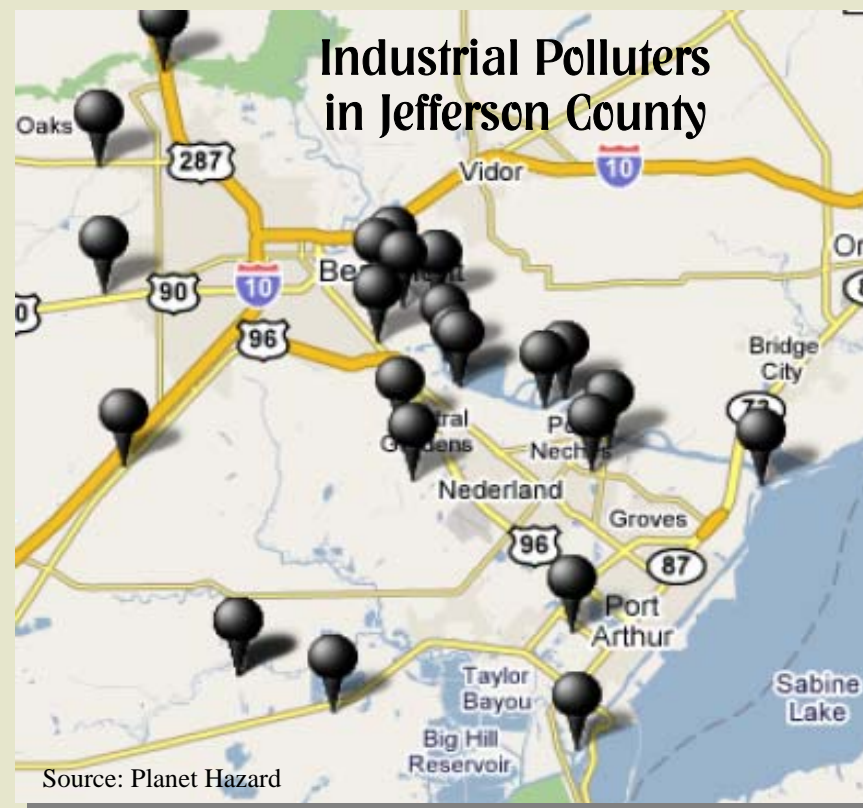 Industrial Polluters
in Jefferson County
Oaks
287
Vidor
10
90
10
96
Bridge
City
Nederland
Groves
96
87
Port
Arthur
Taylor
Bayou
Sabine
Lake
Big Hill
Reservoir
Source: Planet Hazard